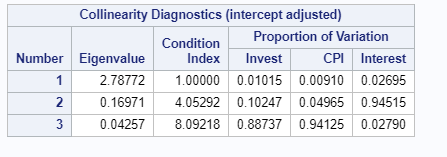 Collinearity Diagnostics (intercept adjusted)
Number Eigenvalue Condition Index Proportion of Variation
Invest CPI Interest
1 2.78772 1.00000 0.01015 0.00910 0.02695
2 0.16971 4.05292 0.10247 0.04965 0.94515
3 0.04257 8.09218 0.88737 0.94125 0.02790